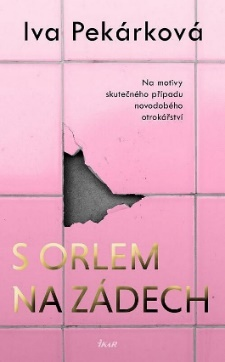 Iva Pekárková
Na motivy
skutečného případu
novodobého
otrokářství
S ORLEM
NA ZÁDECH